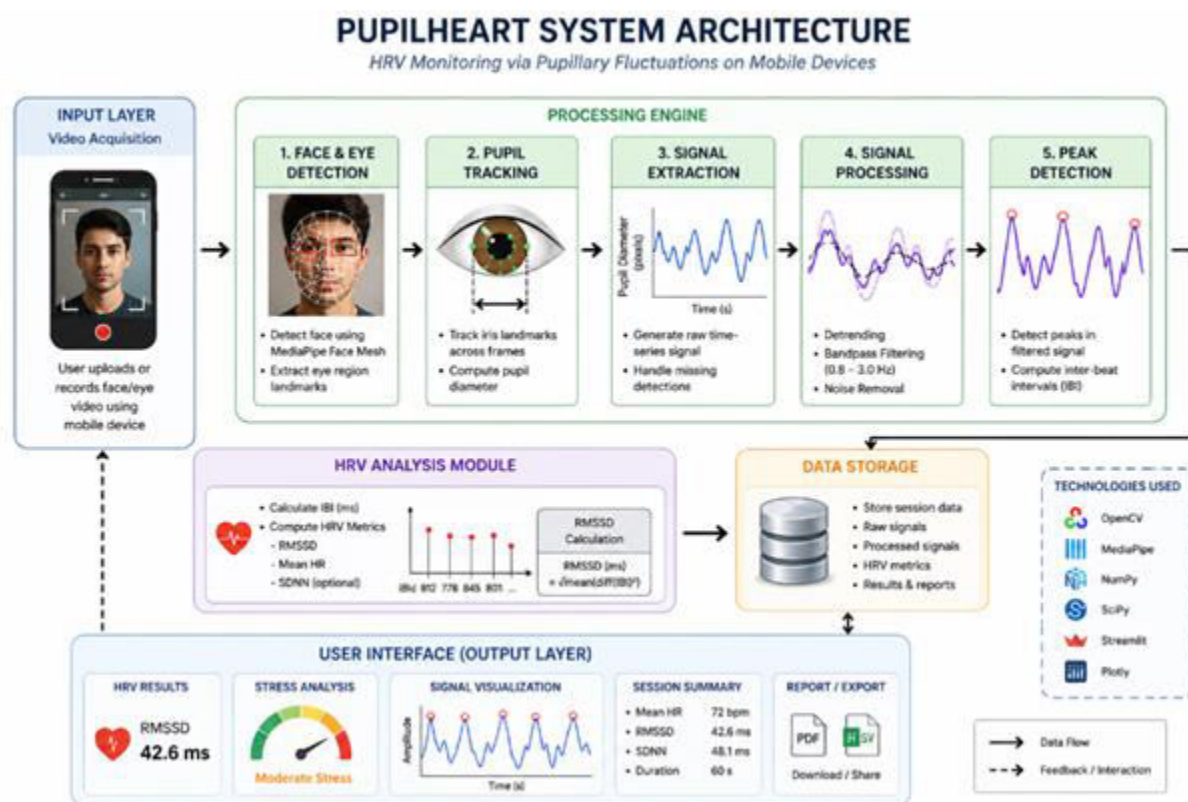 PUPILHEART SYSTEM ARCHITECTURE
HRV Monitoring via Pupillary Fluctuations on Mobile Devices
INPUT LAYER
Video Acquisition
User uploads or
records face/eye
video using
mobile device
PROCESSING ENGINE
1. FACE & EYE
DETECTION
• Detect face using
MediaPipe Face Mesh
• Extract eye region
landmarks
2. PUPIL
TRACKING
• Track iris landmarks
across frames
• Compute pupil
diameter
3. SIGNAL
EXTRACTION
Pupil Diameter
(pixels)
Time (s)
• Generate raw time-
series signal
• Handle missing
detections
4. SIGNAL
PROCESSING
• Detrending
• Bandpass Filtering
(0.8 – 3.0 Hz)
• Noise Removal
5. PEAK
DETECTION
• Detect peaks in
filtered signal
• Compute inter-beat
intervals (IBI)
HRV ANALYSIS MODULE
• Calculate IBI (ms)
• Compute HRV Metrics
- RMSSD
- Mean HR
- SDNN (optional)
812 778 845 801 ...
RMSSD
Calculation
RMSSD (ms)
= √mean(diff(IBI)²)
DATA STORAGE
• Store session data
• Raw signals
• Processed signals
• HRV metrics
• Results & reports
TECHNOLOGIES USED
OpenCV
MediaPipe
NumPy
SciPy
Streamlit
Plotly
USER INTERFACE (OUTPUT LAYER)
HRV RESULTS
RMSSD
42.6 ms
STRESS ANALYSIS
Moderate Stress
SIGNAL VISUALIZATION
Amplitude
Time (s)
SESSION SUMMARY
• Mean HR 72 bpm
• RMSSD 42.6 ms
• SDNN 48.1 ms
• Duration 60 s
REPORT / EXPORT
PDF
SV
Download / Share
Data Flow
Feedback / Interaction